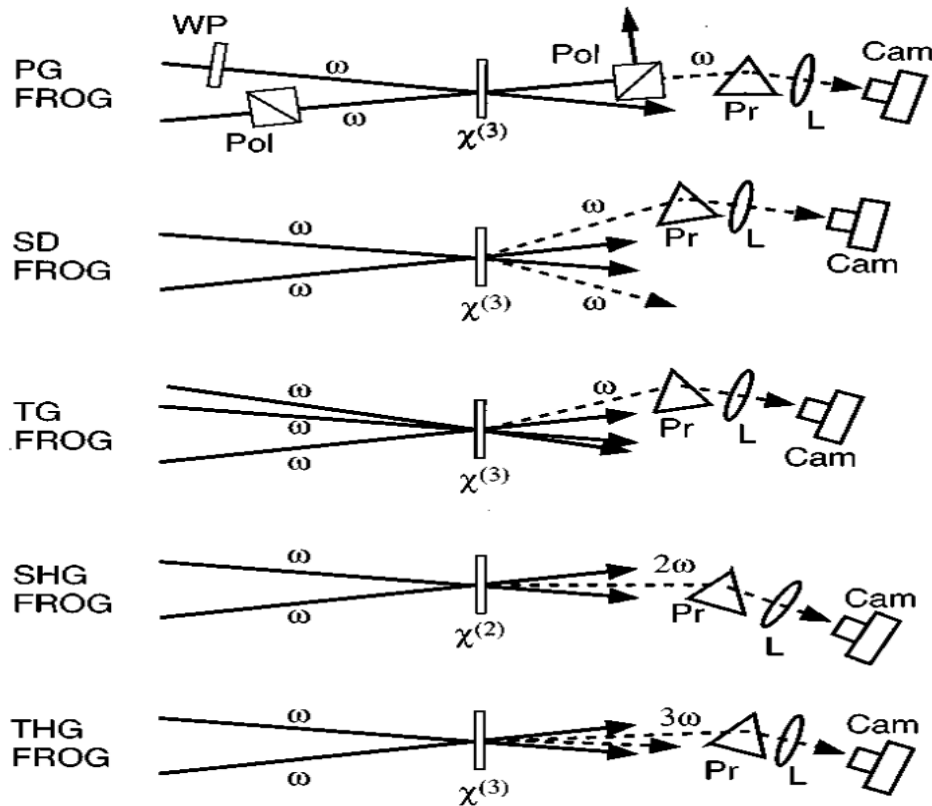 WP
PG
FROG
ω
ω
Pol
χ(3)
Pol
ω
Pr
L
Cam
SD
FROG
ω
ω
χ(3)
ω
ω
Pr
L
Cam
TG
FROG
ω
ω
ω
χ(3)
ω
Pr
L
Cam
SHG
FROG
ω
ω
χ(2)
2ω
Pr
L
Cam
THG
FROG
ω
ω
χ(3)
3ω
Pr
L
Cam